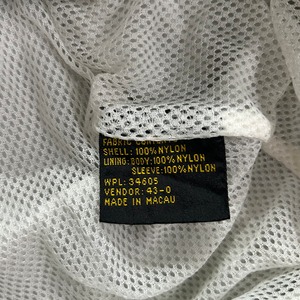 FABRIC CONTENT
SHELL: 100%NYLON
LINING: BODY: 100%NYLON
SLEEVE: 100%NYLON
WPL: 34605
VENDOR: 43-0
MADE IN MACAU